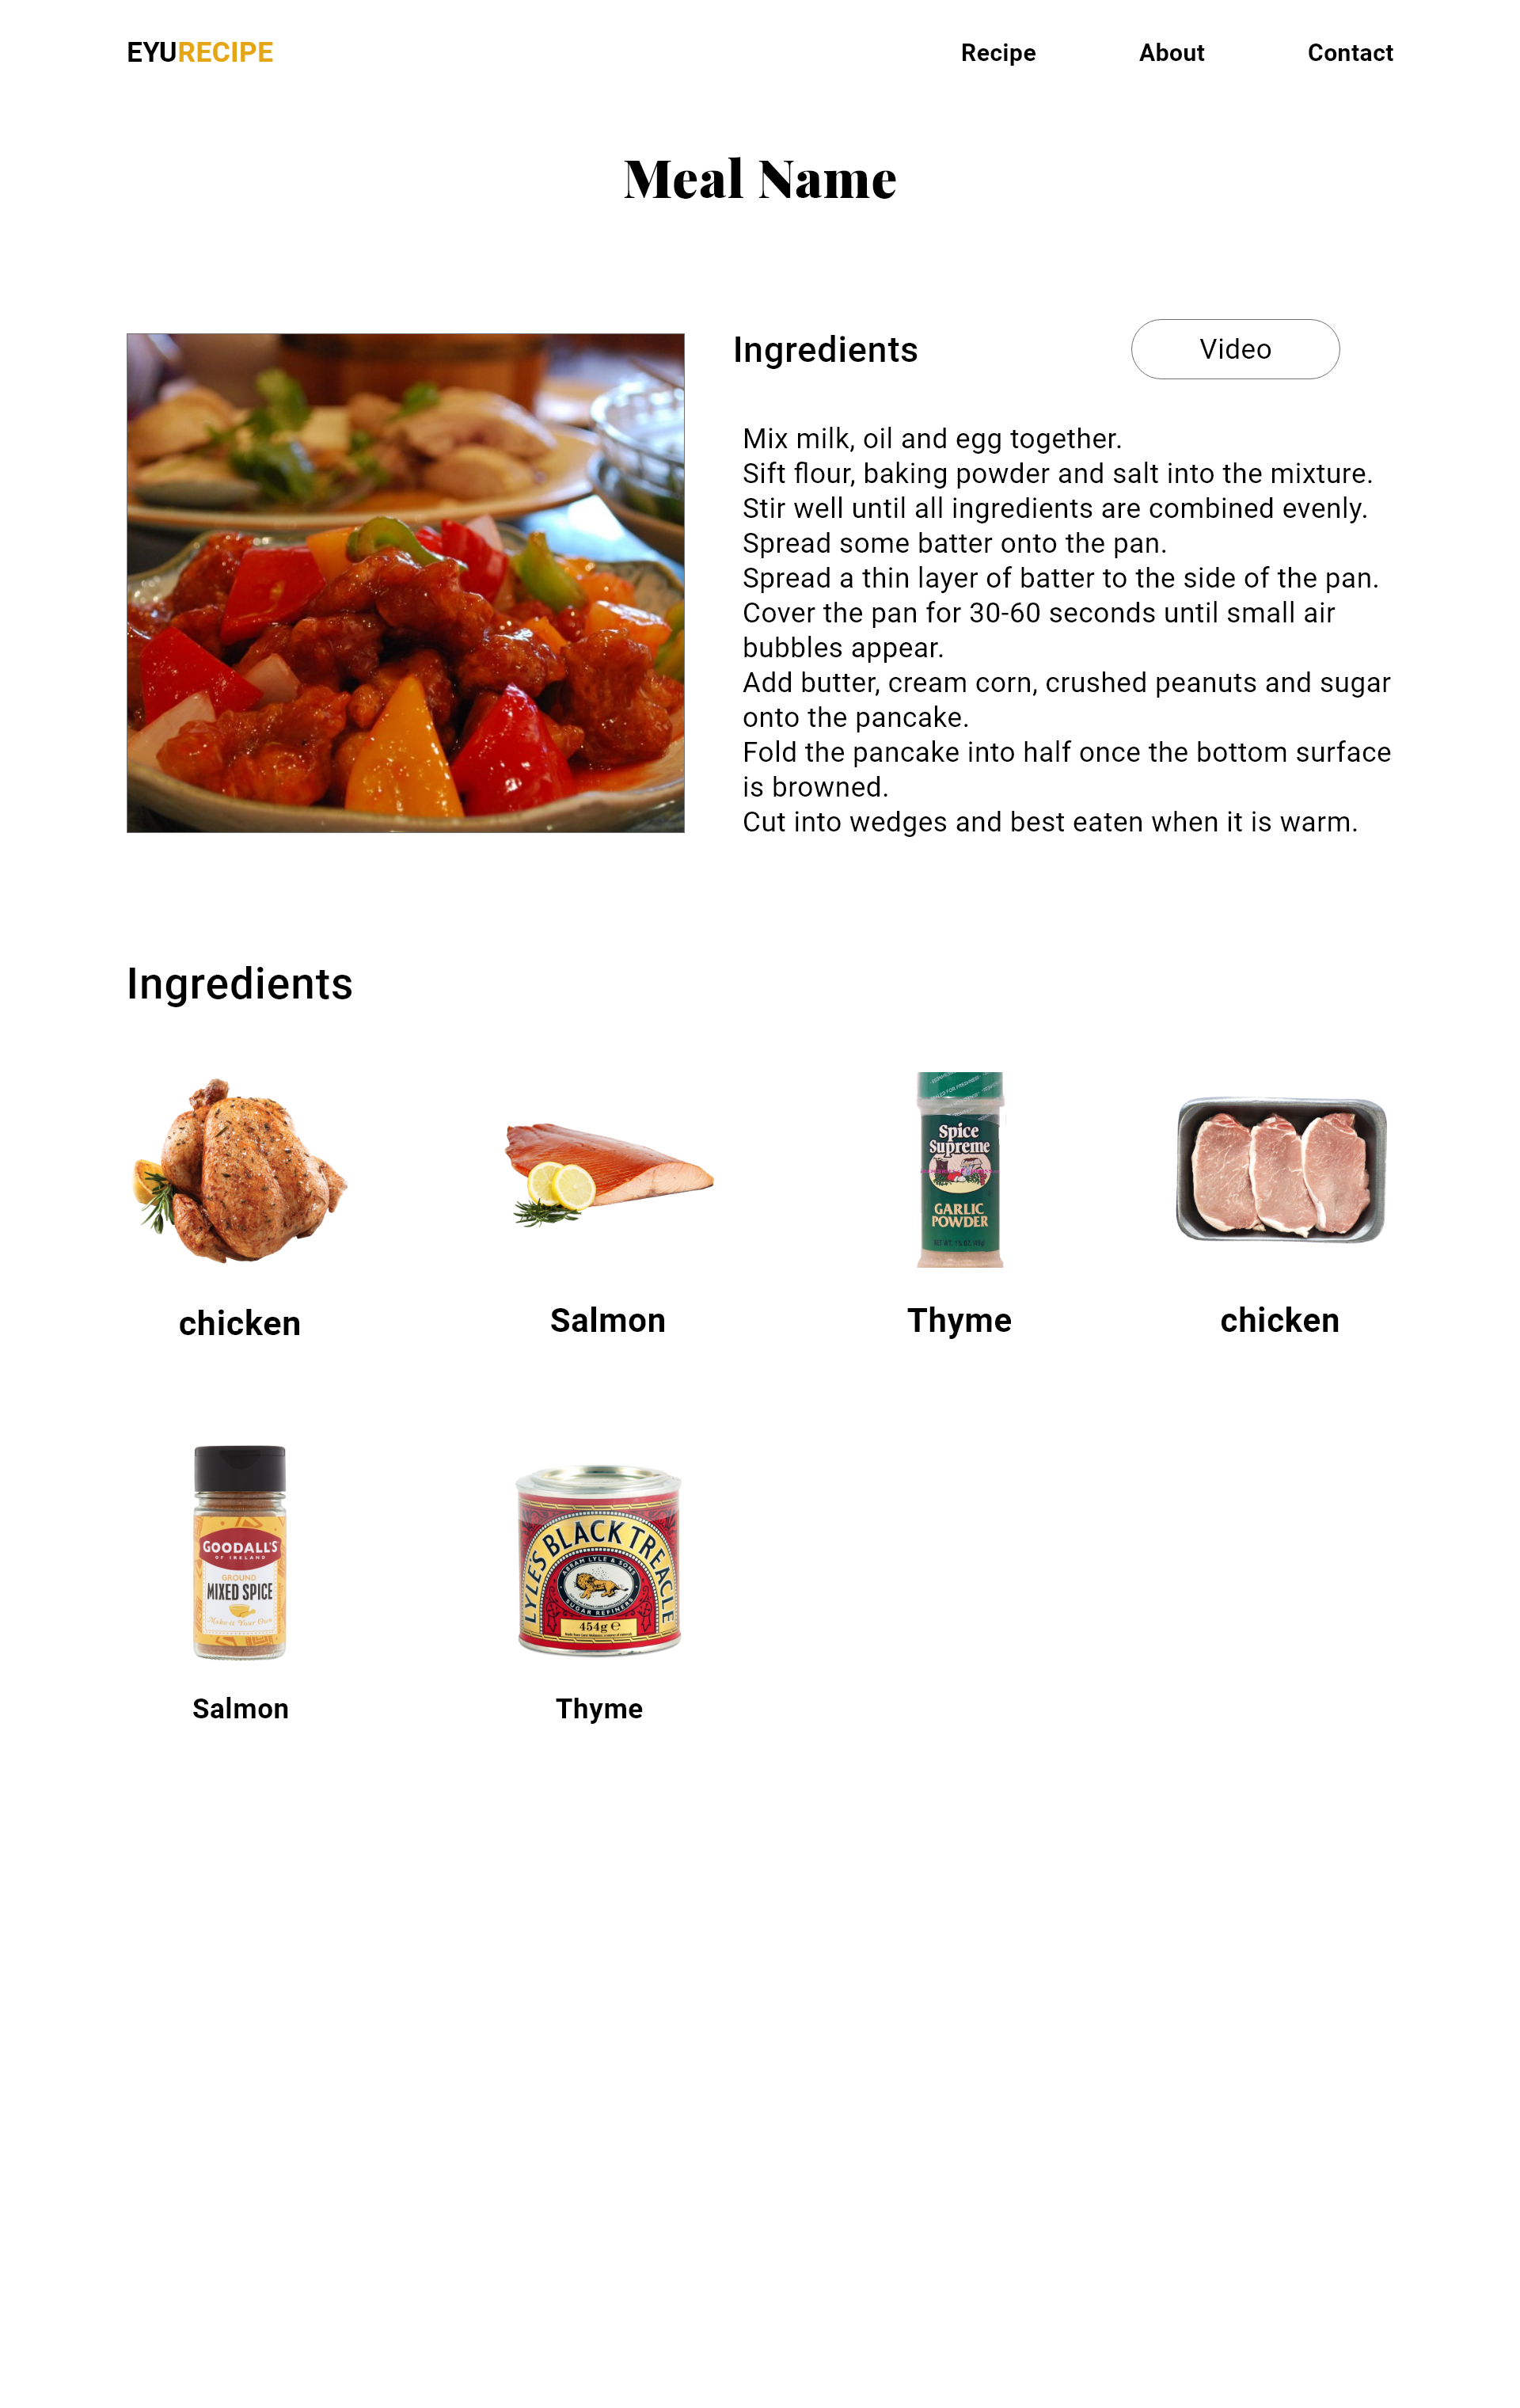 EYURECIPE
Recipe
About
Contact
Meal Name
Ingredients
Video
Mix milk, oil and egg together.
Sift flour, baking powder and salt into the mixture.
Stir well until all ingredients are combined evenly.
Spread some batter onto the pan.
Spread a thin layer of batter to the side of the pan.
Cover the pan for 30-60 seconds until small air
bubbles appear.
Add butter, cream corn, crushed peanuts and sugar
onto the pancake.
Fold the pancake into half once the bottom surface
is browned.
Cut into wedges and best eaten when it is warm.
Ingredients
Spice
Supreme
GARLIC
POWDER
chicken
Salmon
Thyme
chicken
GOODALL'S
OF IRELAND
GROUND
MIXED SPICE
Make it Your Own
LYLE'S BLACK TREACLE
ABRAM LYLE & SONS
SUGAR REFINERS
454g e
Salmon
Thyme